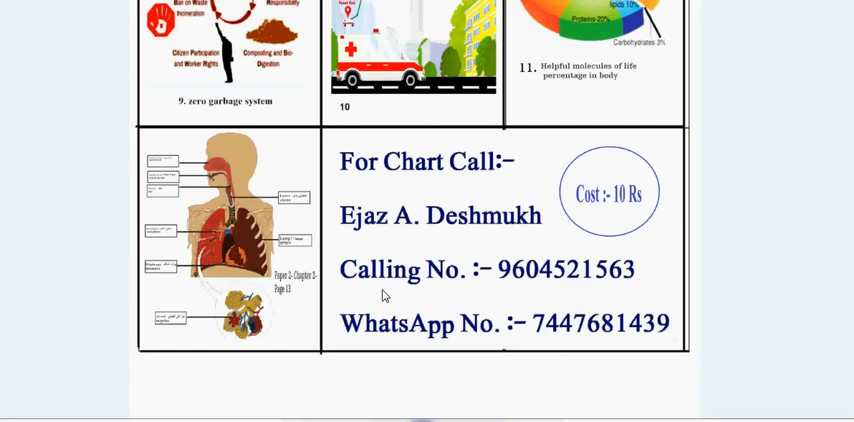 Ban on Waste
Incineration
Responsibility
Citizen Participation
and Worker Rights
Composting and Bio-
Digestion
9. zero garbage system
10
lipids 10%
Proteins-20%
Carbohydrates 3%
11. Helpful molecules of life
percentage in body
Paper 2- Chapter 2-
Page 13
For Chart Call:-
Ejaz A. Deshmukh
Calling No. :- 9604521563
WhatsApp No. :- 7447681439
Cost :- 10 Rs